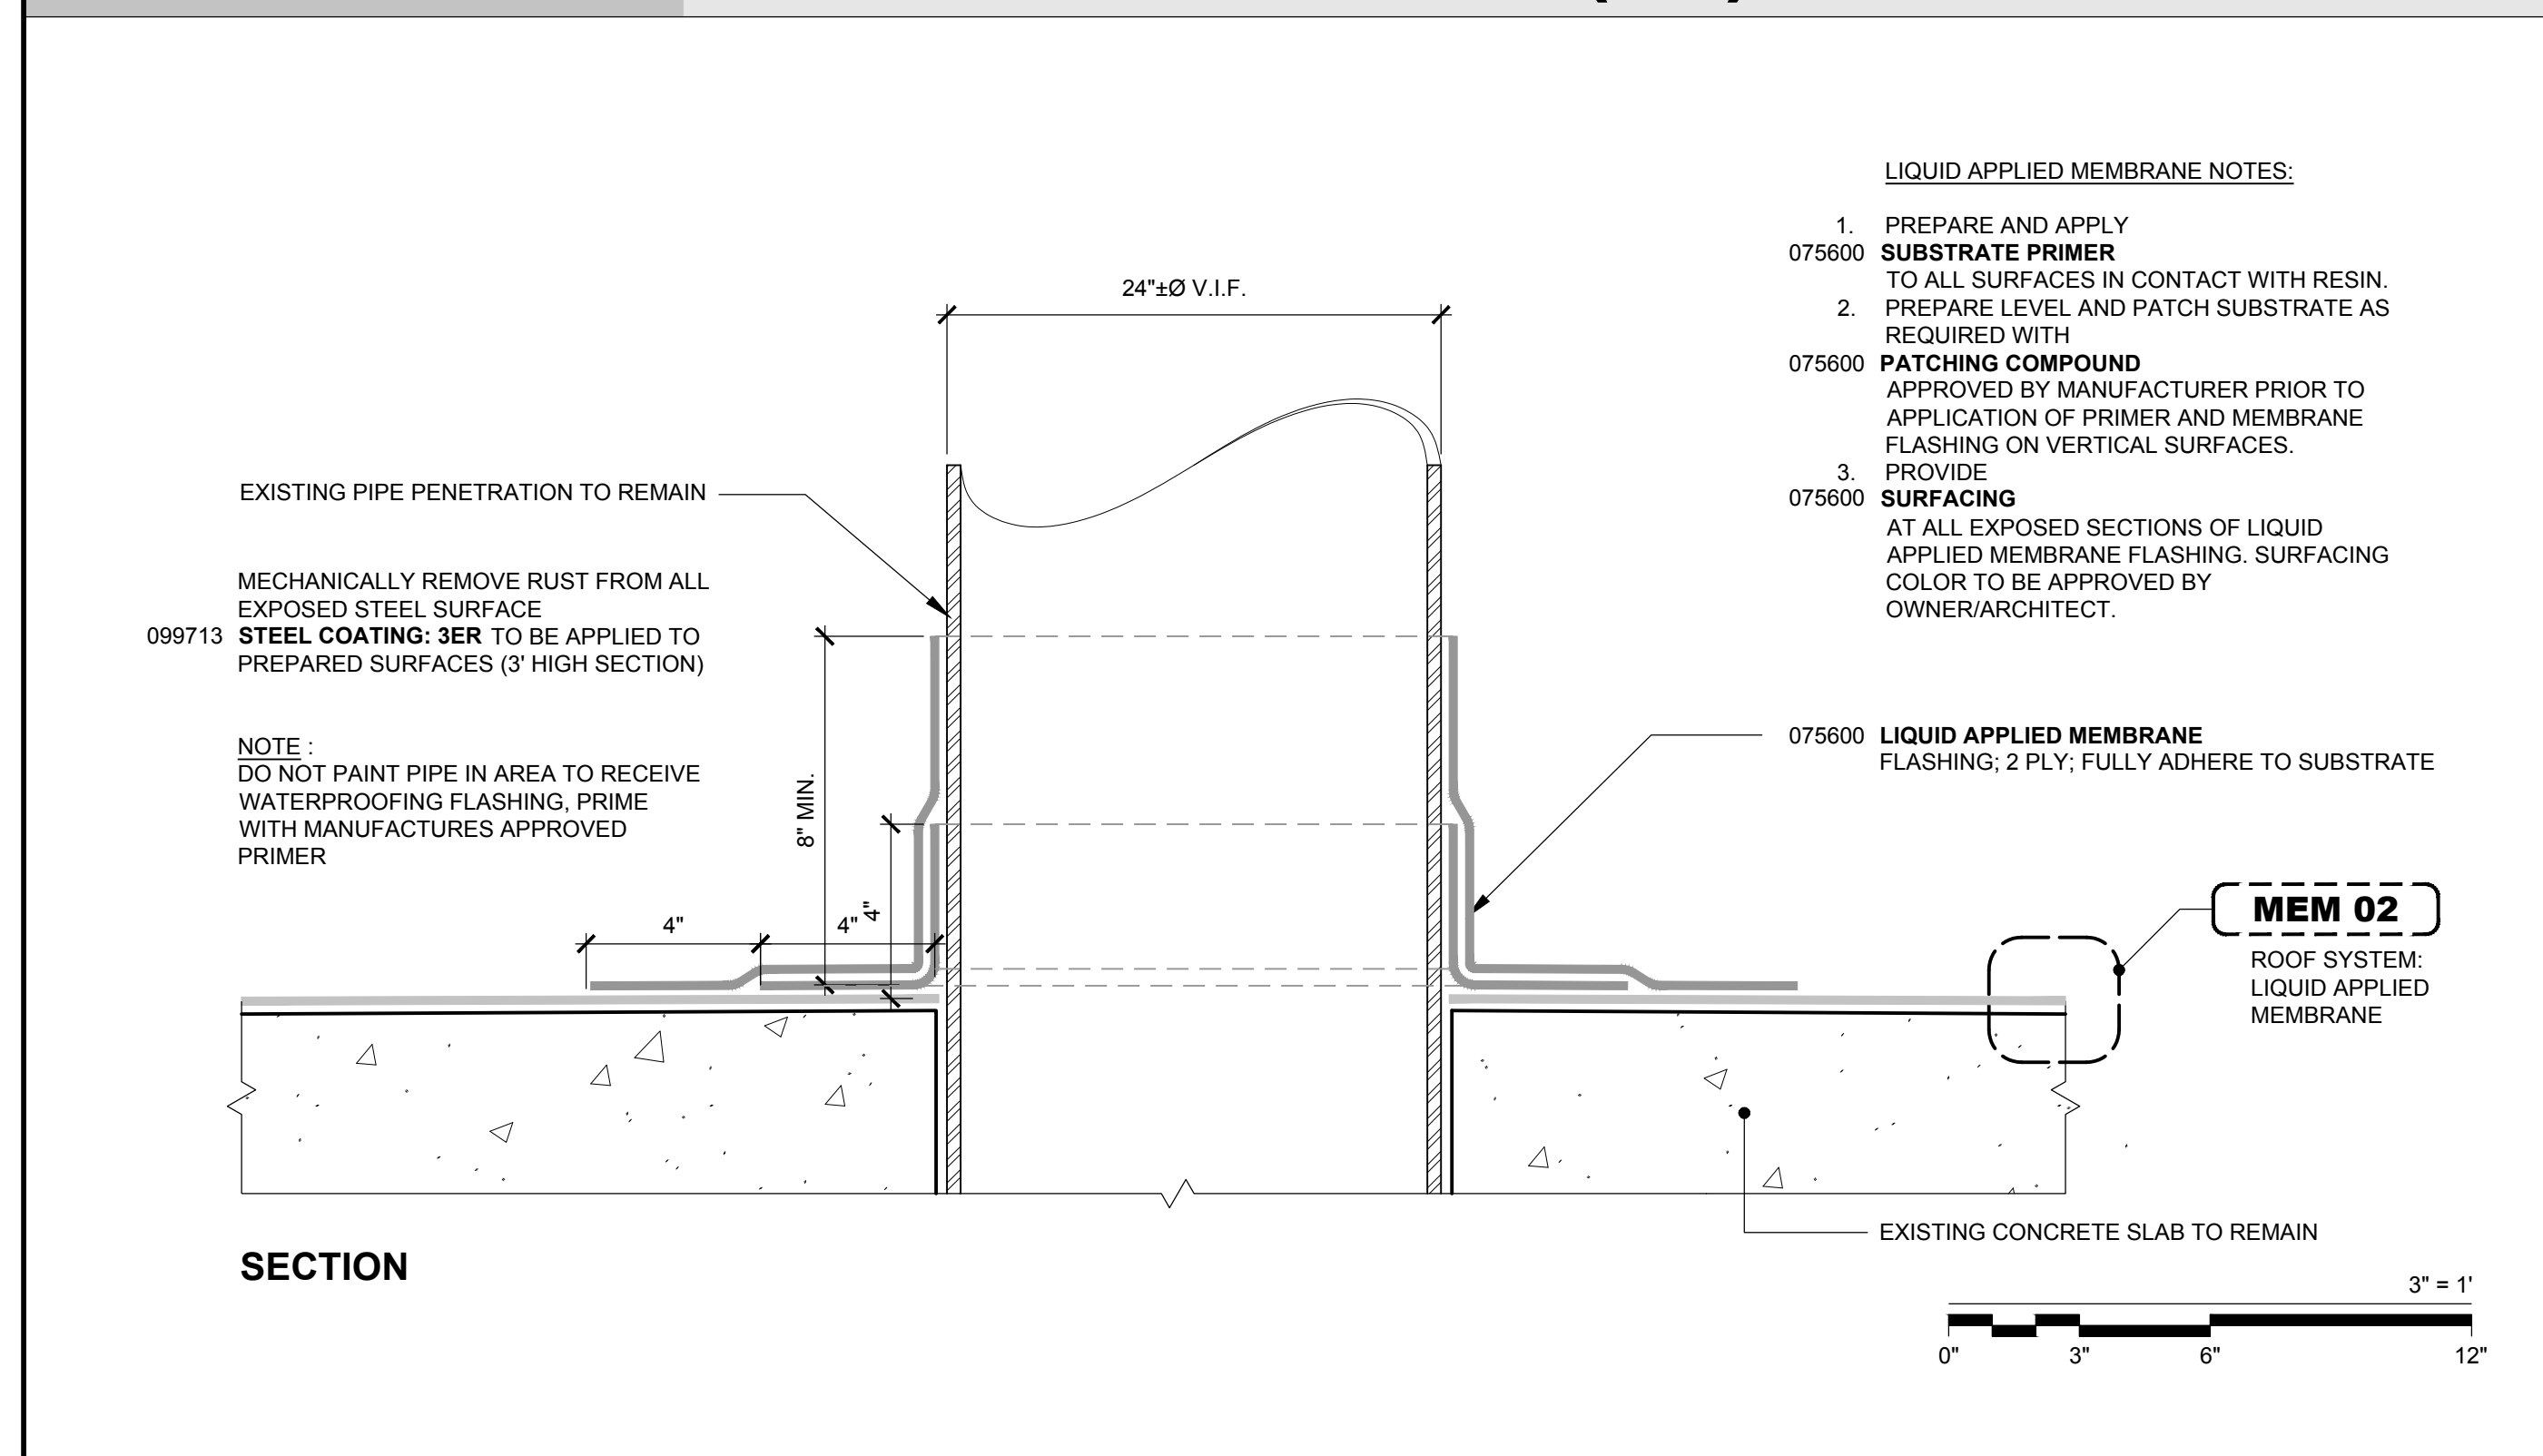 LIQUID APPLIED MEMBRANE NOTES:
1. PREPARE AND APPLY
075600 SUBSTRATE PRIMER
TO ALL SURFACES IN CONTACT WITH RESIN.
2. PREPARE LEVEL AND PATCH SUBSTRATE AS
REQUIRED WITH
075600 PATCHING COMPOUND
APPROVED BY MANUFACTURER PRIOR TO
APPLICATION OF PRIMER AND MEMBRANE
FLASHING ON VERTICAL SURFACES.
3. PROVIDE
075600 SURFACING
AT ALL EXPOSED SECTIONS OF LIQUID
APPLIED MEMBRANE FLASHING. SURFACING
COLOR TO BE APPROVED BY
OWNER/ARCHITECT.
24"±Ø V.I.F.
EXISTING PIPE PENETRATION TO REMAIN
MECHANICALLY REMOVE RUST FROM ALL
EXPOSED STEEL SURFACE
099713 STEEL COATING: 3ER TO BE APPLIED TO
PREPARED SURFACES (3' HIGH SECTION)
NOTE :
DO NOT PAINT PIPE IN AREA TO RECEIVE
WATERPROOFING FLASHING, PRIME
WITH MANUFACTURES APPROVED
PRIMER
8" MIN.
4"
4"
4"
075600 LIQUID APPLIED MEMBRANE
FLASHING; 2 PLY; FULLY ADHERE TO SUBSTRATE
MEM 02
ROOF SYSTEM:
LIQUID APPLIED
MEMBRANE
EXISTING CONCRETE SLAB TO REMAIN
SECTION
3" = 1'
0" 3" 6" 12"